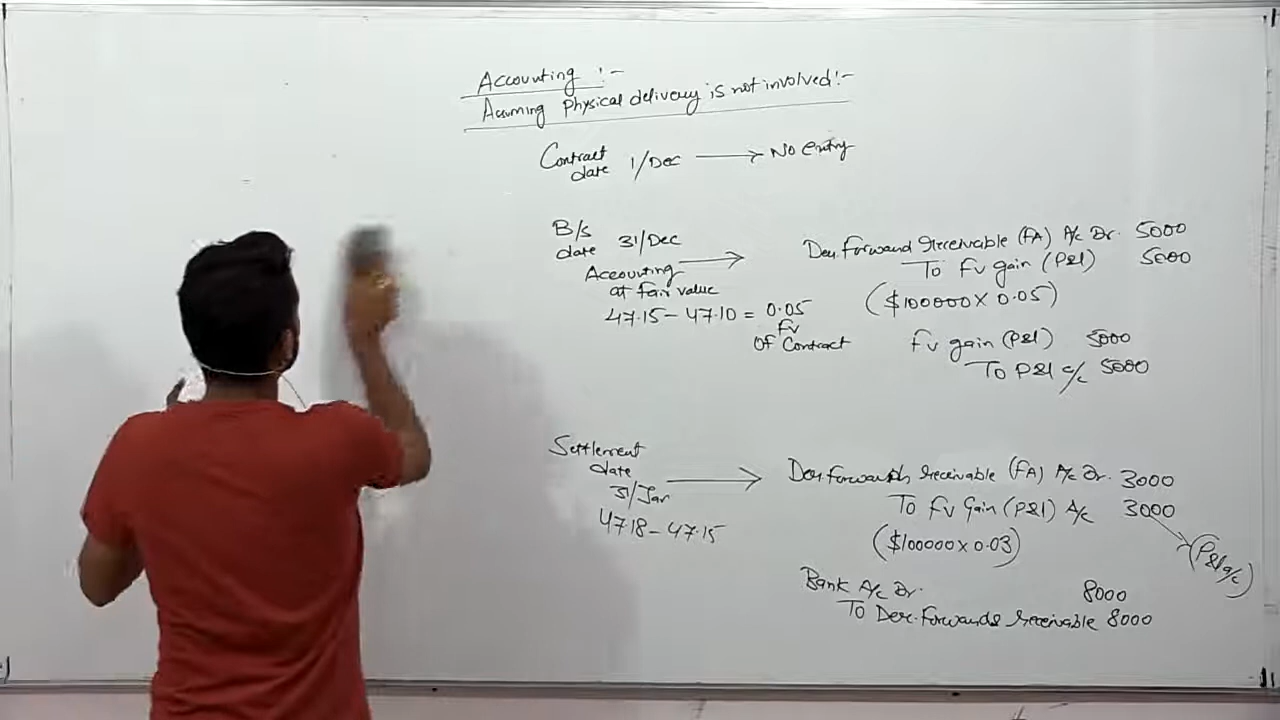 Accounting :-
Assuming Physical delivery is not involved:-
Contract date 1/Dec → No entry
B/s date 31/Dec →
Accounting at fair value
47.15 - 47.10 = 0.05
fv of Contract
Der. Forward receivable (FA) A/c Dr. 5000
To Fv gain (P&l) 5000
($100000 x 0.05)
fv gain (P&l) 5000
To P&l a/c 5000
Settlement date 31/Jan →
47.18 - 47.15
Der. Forwards receivable (FA) A/c Dr. 3000
To Fv Gain (P&l) A/c 3000
(P&l a/c)
($100000 x 0.03)
Bank A/c Dr. 8000
To Der. Forwards receivable 8000